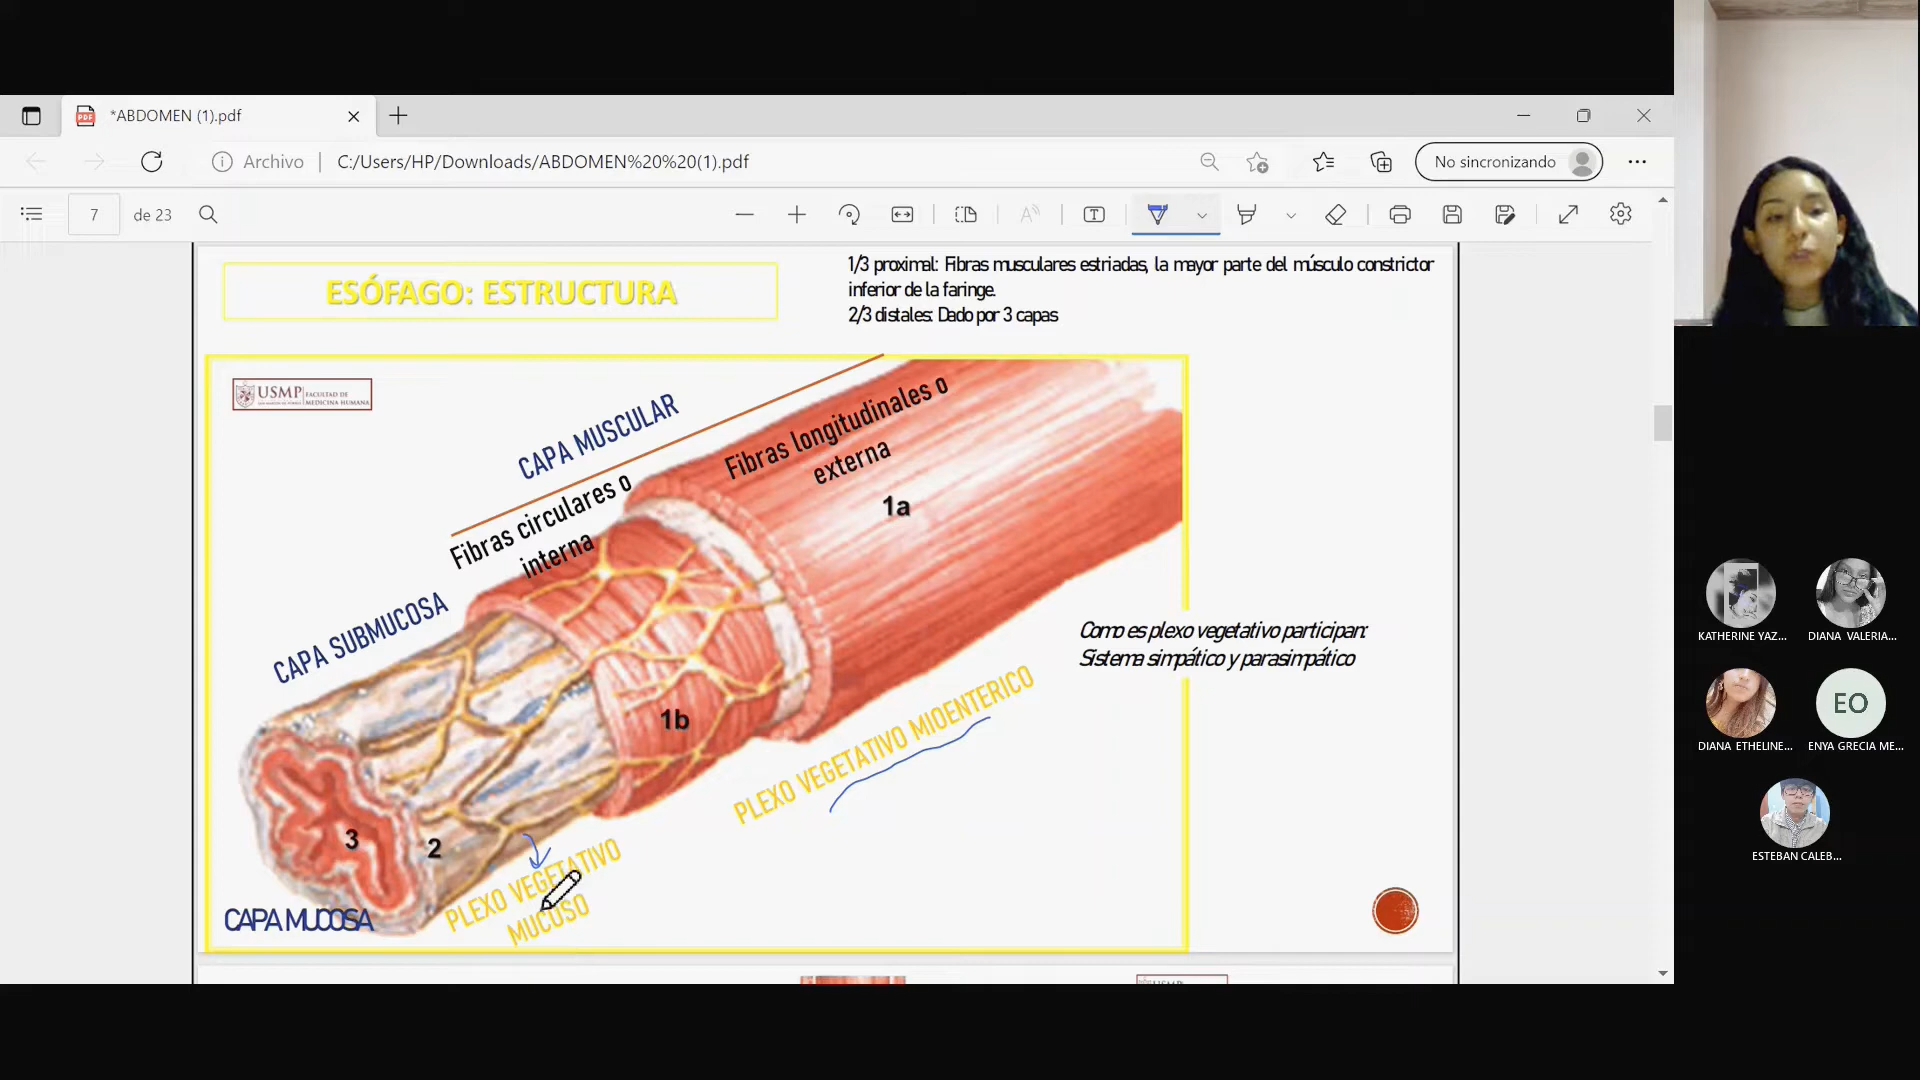 *ABDOMEN (1).pdf
Archivo
C:/Users/HP/Downloads/ABDOMEN%20%20(1).pdf
No sincronizando
7
de 23
ESÓFAGO: ESTRUCTURA
1/3 proximal: Fibras musculares estriadas, la mayor parte del músculo constrictor
inferior de la faringe.
2/3 distales: Dado por 3 capas
USMP
FACULTAD DE
MEDICINA HUMANA
CAPA MUSCULAR
Fibras longitudinales o
externa
1a
Fibras circulares o
interna
CAPA SUBMUCOSA
1b
Como es plexo vegetativo participan:
Sistema simpático y parasimpático
PLEXO VEGETATIVO MIOENTERICO
3
2
PLEXO VEGETATIVO
MUCOSO
CAPA MUCOSA
KATHERINE YAZ...
DIANA VALERIA...
DIANA ETHELINE...
EO
ENYA GRECIA ME...
ESTEBAN CALEB...